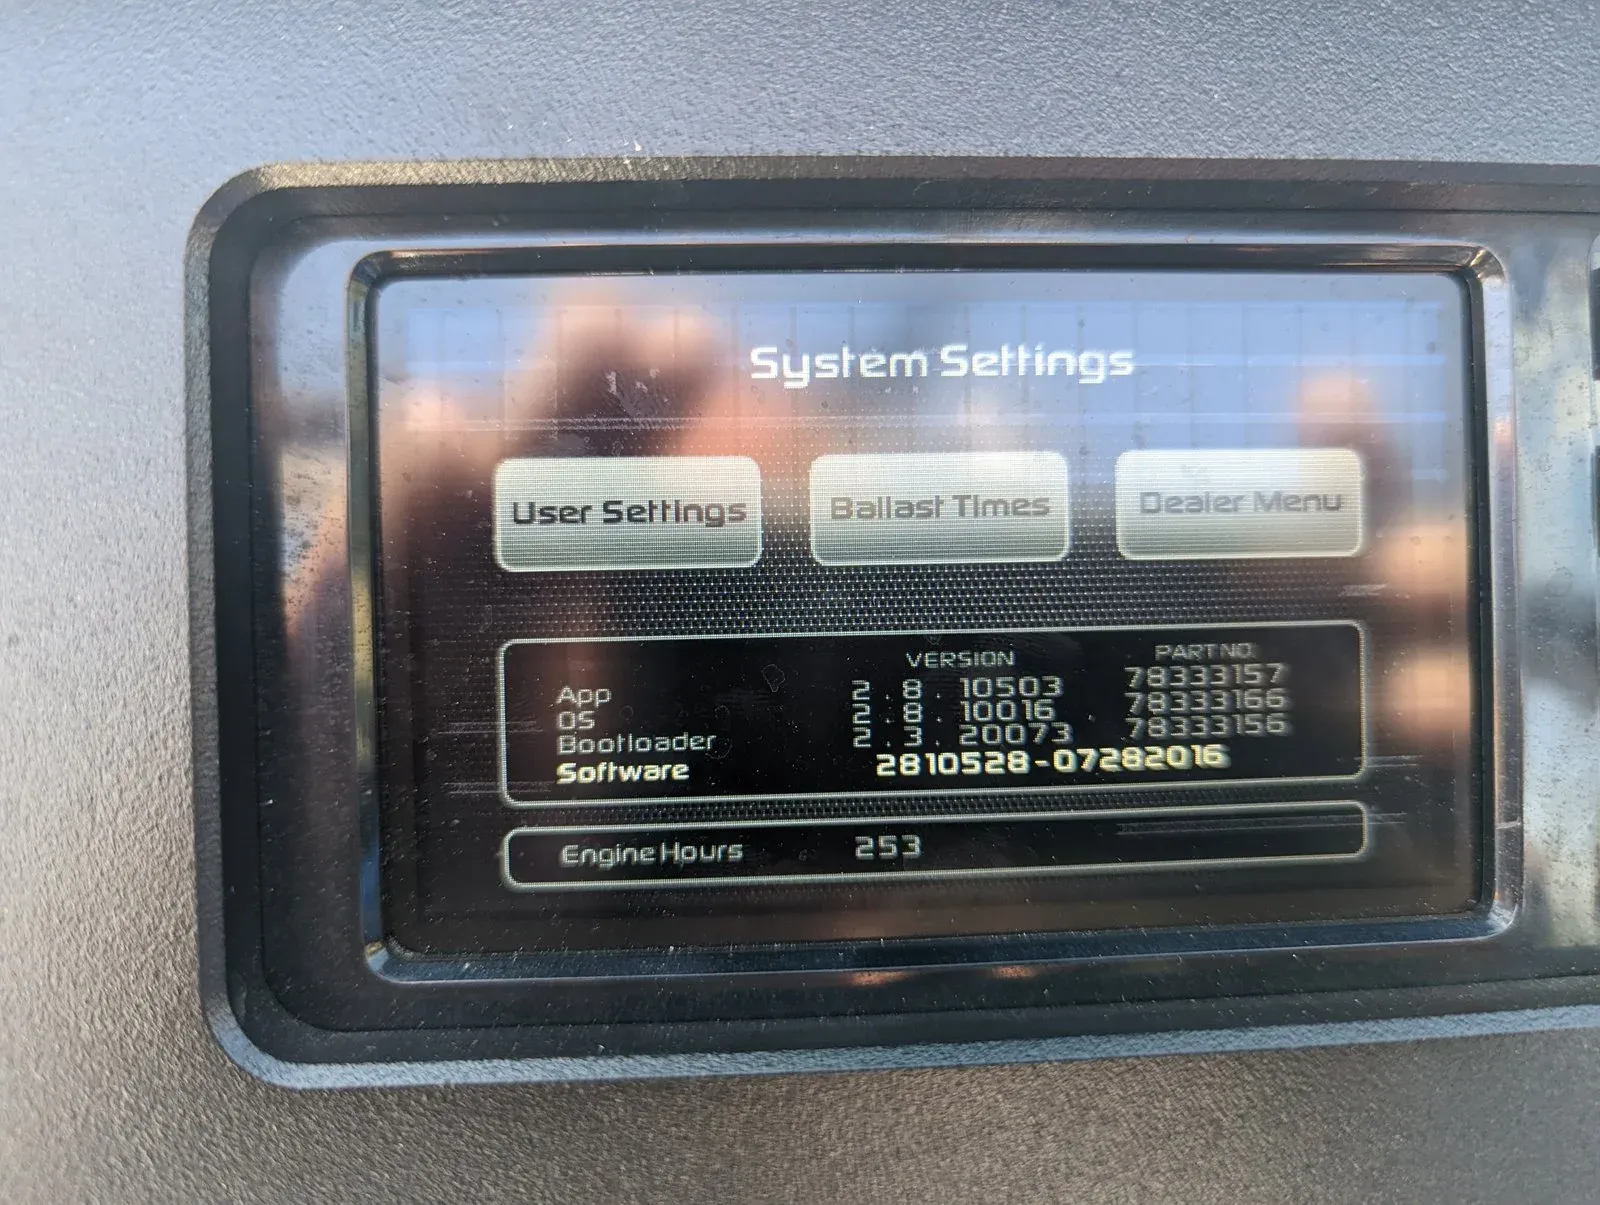 System Settings
User Settings Ballast Times Dealer Menu
VERSION PART NO.
App 2.8.10503 78333157
OS 2.8.10016 78333166
Bootloader 2.3.20073 78333156
Software 2810528-07282016
Engine Hours 253